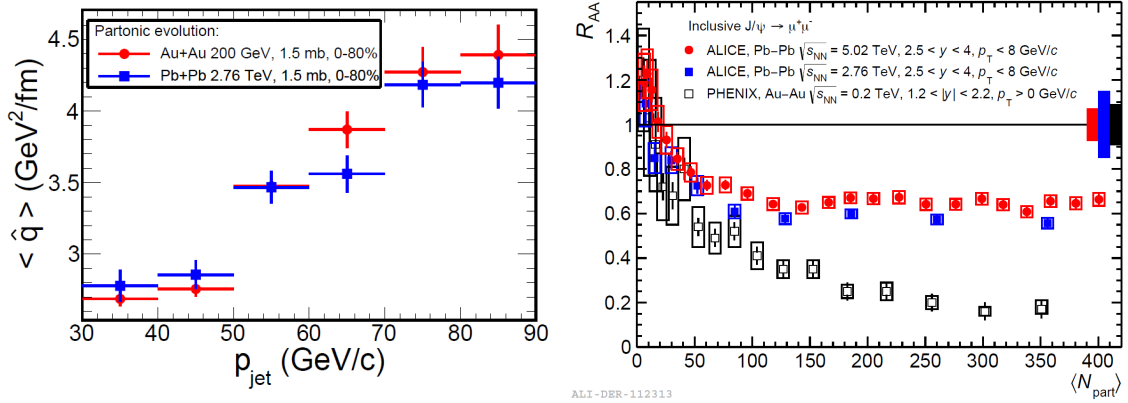 Partonic evolution:
Au+Au 200 GeV, 1.5 mb, 0-80%
Pb+Pb 2.76 TeV, 1.5 mb, 0-80%
< q̂ > (GeV²/fm)
4.5
4
3.5
3
30 40 50 60 70 80 90
p_jet (GeV/c)
R_AA
Inclusive J/ψ → μ⁺μ⁻
ALICE, Pb-Pb √s_NN = 5.02 TeV, 2.5 < y < 4, p_T < 8 GeV/c
ALICE, Pb-Pb √s_NN = 2.76 TeV, 2.5 < y < 4, p_T < 8 GeV/c
PHENIX, Au-Au √s_NN = 0.2 TeV, 1.2 < |y| < 2.2, p_T > 0 GeV/c
1.4
1.2
1
0.8
0.6
0.4
0.2
0
0 50 100 150 200 250 300 350 400
⟨N_part⟩
ALI-DER-112313